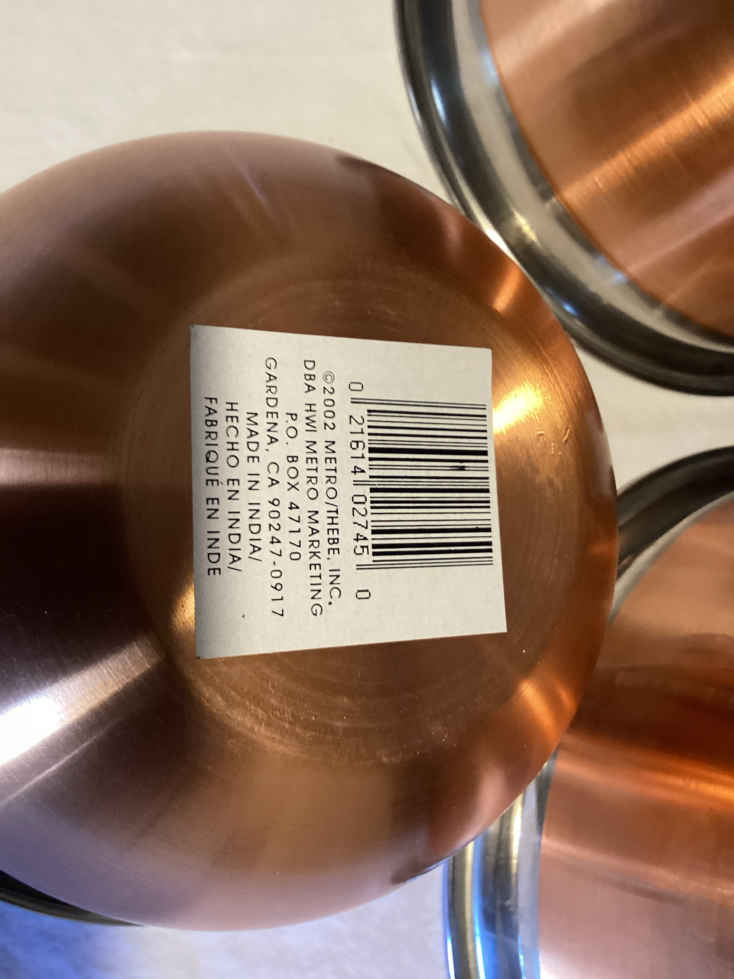 0 21614 02745 0
©2002 METRO/THEBE, INC.
DBA HWI METRO MARKETING
P.O. BOX 47170
GARDENA, CA 90247-0917
MADE IN INDIA/
HECHO EN INDIA/
FABRIQUÉ EN INDE